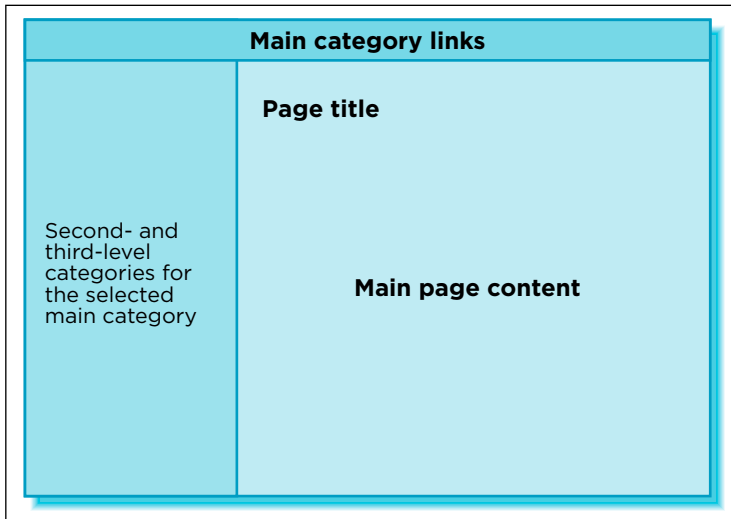 Main category links
Page title
Second- and
third-level
categories for
the selected
main category
Main page content